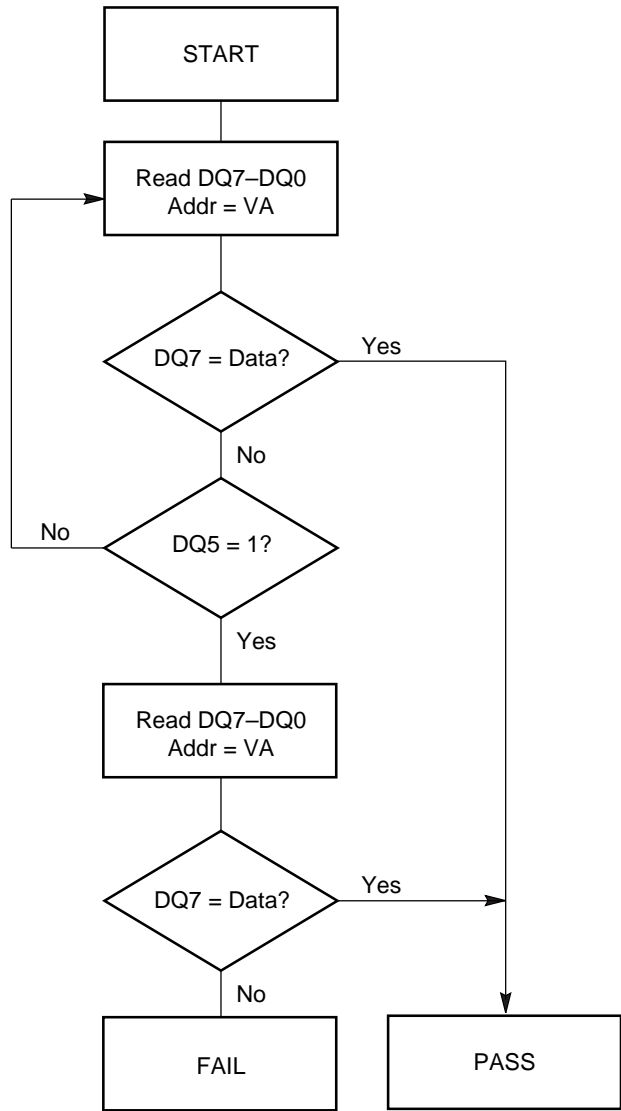 START
Read DQ7–DQ0
Addr = VA
DQ7 = Data?
Yes
No
No
DQ5 = 1?
Yes
Read DQ7–DQ0
Addr = VA
DQ7 = Data?
Yes
No
FAIL
PASS